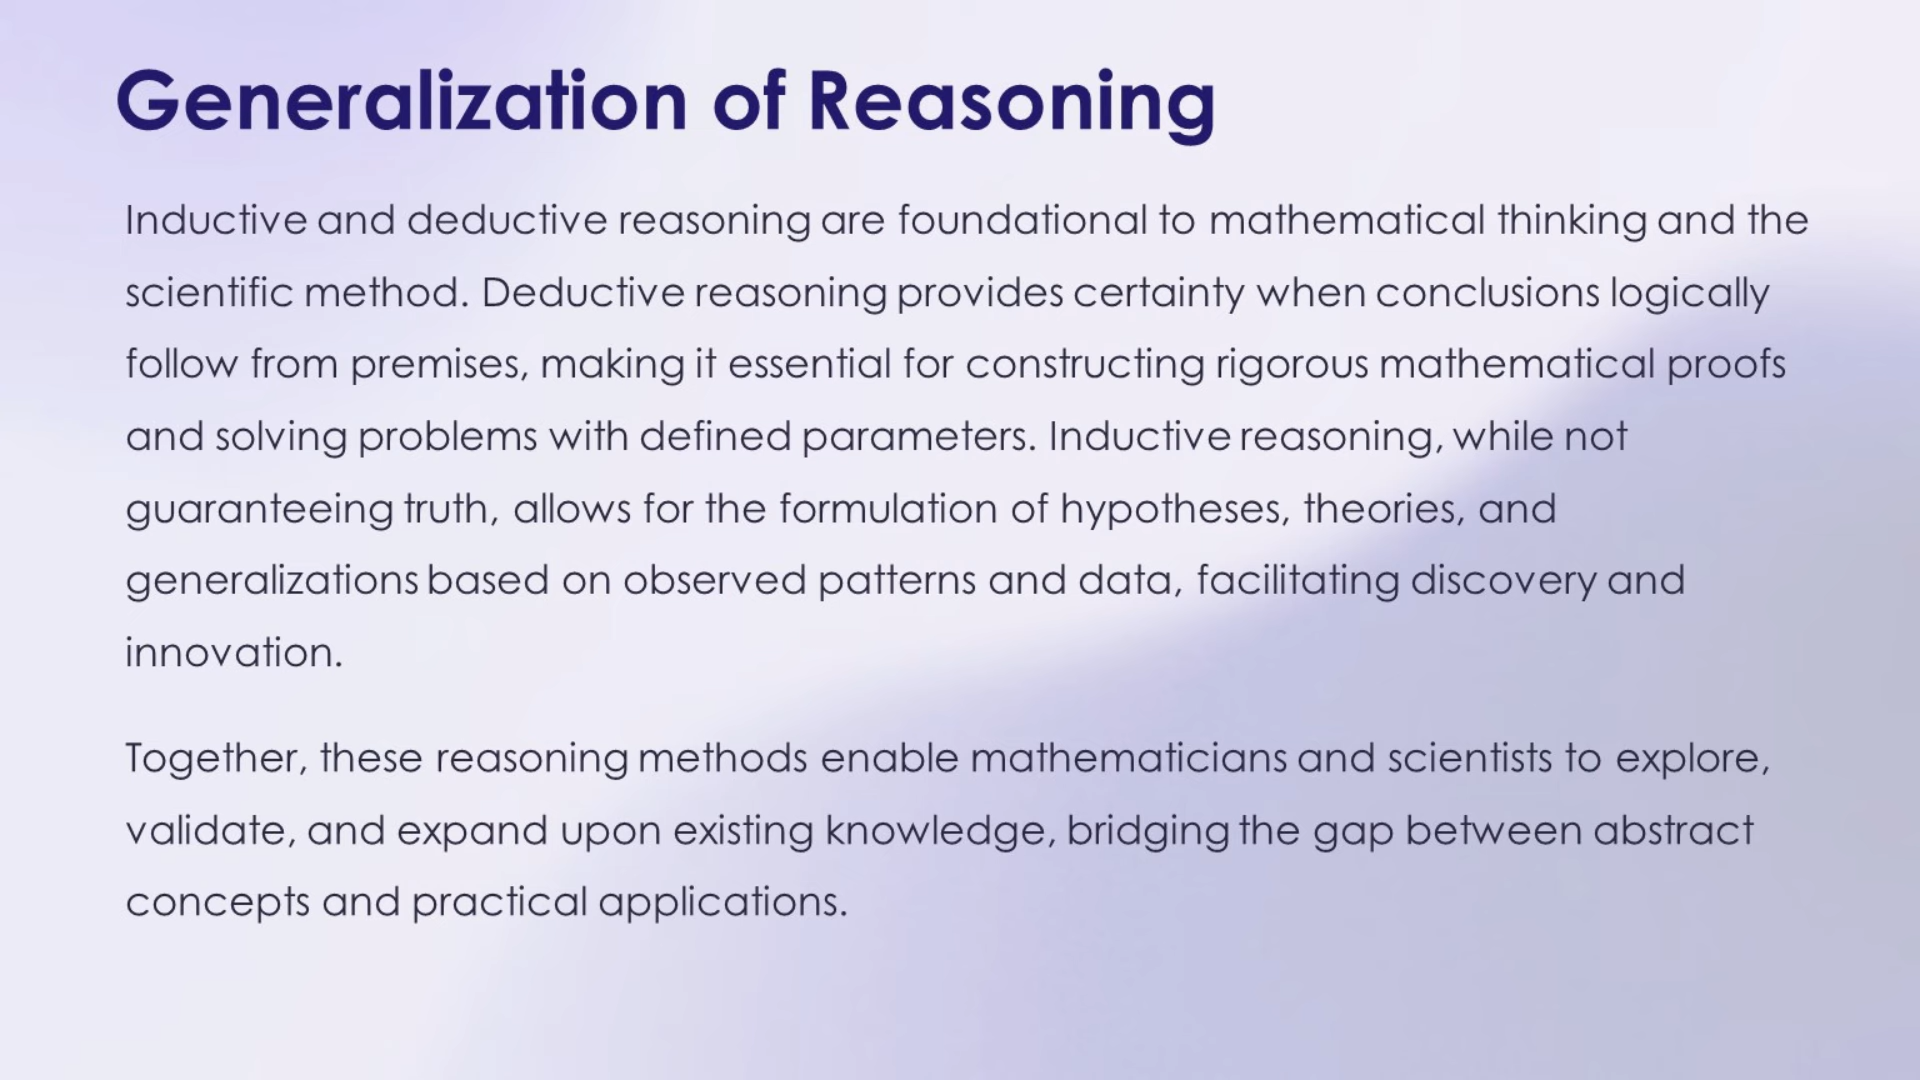 Generalization of Reasoning
Inductive and deductive reasoning are foundational to mathematical thinking and the
scientific method. Deductive reasoning provides certainty when conclusions logically
follow from premises, making it essential for constructing rigorous mathematical proofs
and solving problems with defined parameters. Inductive reasoning, while not
guaranteeing truth, allows for the formulation of hypotheses, theories, and
generalizations based on observed patterns and data, facilitating discovery and
innovation.
Together, these reasoning methods enable mathematicians and scientists to explore,
validate, and expand upon existing knowledge, bridging the gap between abstract
concepts and practical applications.